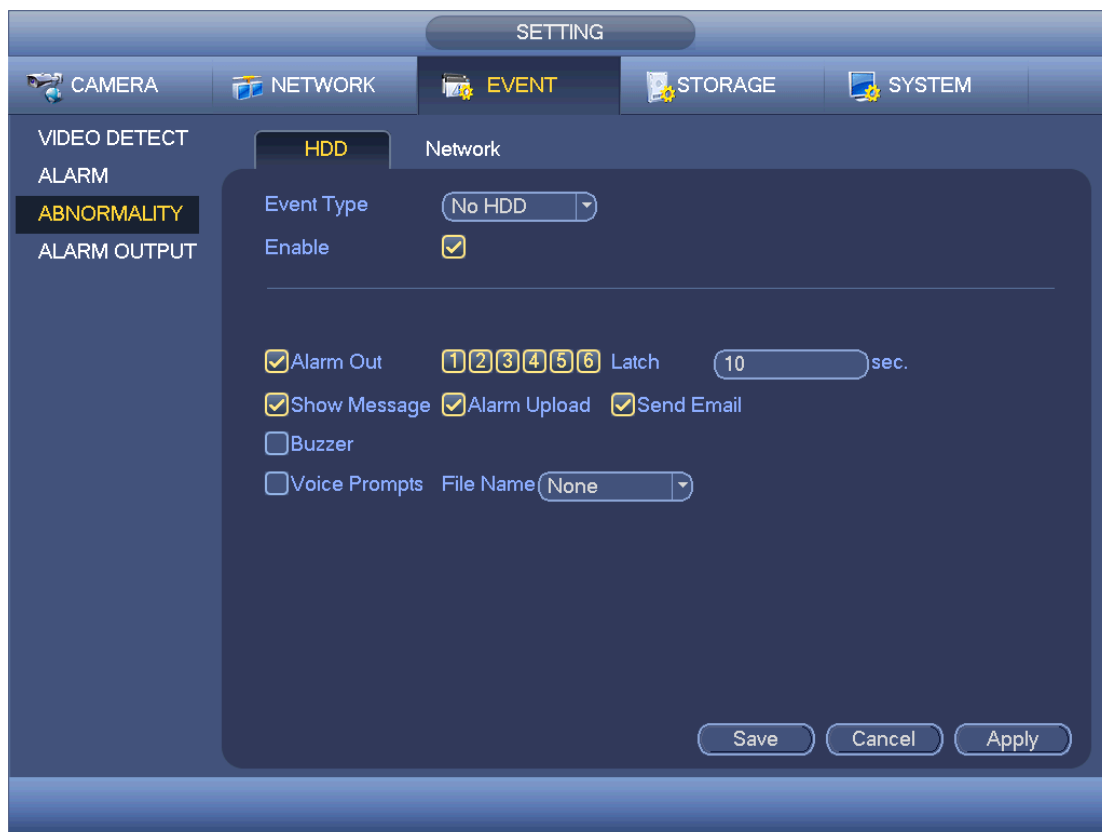 SETTING
CAMERA NETWORK EVENT STORAGE SYSTEM
VIDEO DETECT
ALARM
ABNORMALITY
ALARM OUTPUT
HDD Network
Event Type No HDD
Enable
Alarm Out 1 2 3 4 5 6 Latch 10 sec.
Show Message Alarm Upload Send Email
Buzzer
Voice Prompts File Name None
Save Cancel Apply